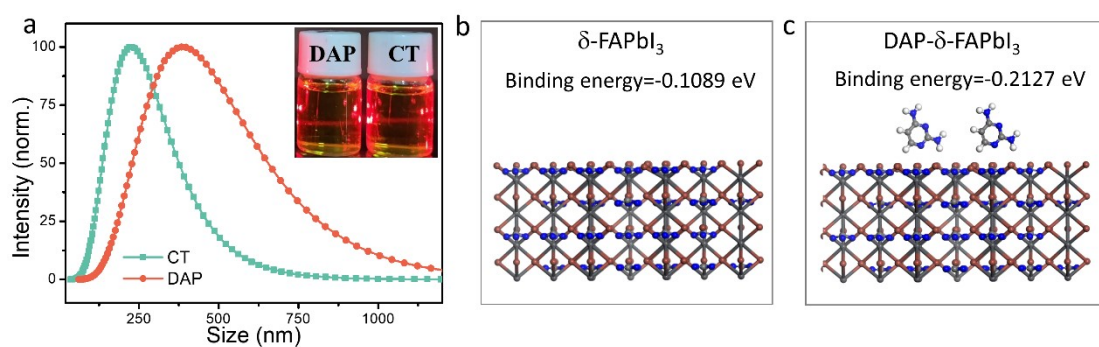 a
Intensity (norm.)
100
75
50
25
0
DAP CT
CT
DAP
250 500 750 1000
Size (nm)
b
δ-FAPbI₃
Binding energy=-0.1089 eV
c
DAP-δ-FAPbI₃
Binding energy=-0.2127 eV